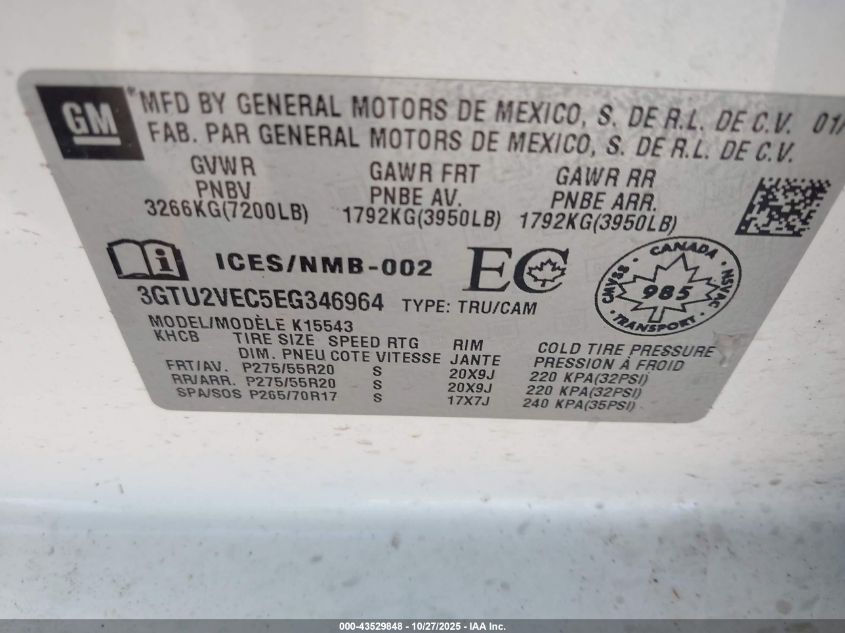 GM
MFD BY GENERAL MOTORS DE MEXICO, S. DE R.L. DE C.V. 01/
FAB. PAR GENERAL MOTORS DE MEXICO, S. DE R.L. DE C.V.
GVWR GAWR FRT GAWR RR
PNBV PNBE AV. PNBE ARR.
3266KG(7200LB) 1792KG(3950LB) 1792KG(3950LB)
ICES/NMB-002 EC
CANADA CMVSS 985 NSVAC TRANSPORT
3GTU2VEC5EG346964 TYPE: TRU/CAM
MODEL/MODÈLE K15543
KHCB TIRE SIZE SPEED RTG RIM COLD TIRE PRESSURE
DIM. PNEU COTE VITESSE JANTE PRESSION À FROID
FRT/AV. P275/55R20 S 20X9J 220 KPA(32PSI)
RR/ARR. P275/55R20 S 20X9J 220 KPA(32PSI)
SPA/SOS P265/70R17 S 17X7J 240 KPA(35PSI)
000-43529848 - 10/27/2025 - IAA Inc.